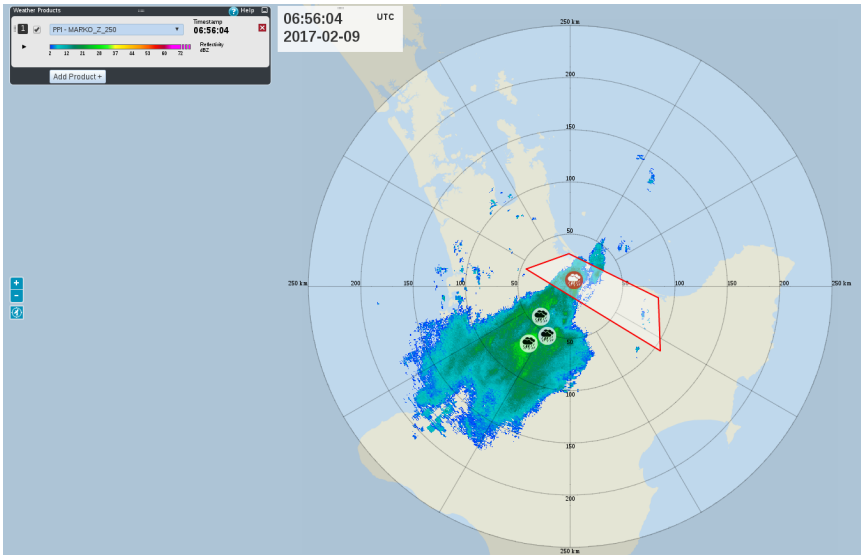 Weather Products
Help
Timestamp
1
PPI - MARKO_Z_250
06:56:04
Reflectivity
dBZ
2 12 21 28 37 44 53 60 72
Add Product +
06:56:04 UTC
2017-02-09
250 km
200
150
100
50
250 km 200 150 100 50 50 100 150 200 250 km
50
100
150
200
250 km
+
−